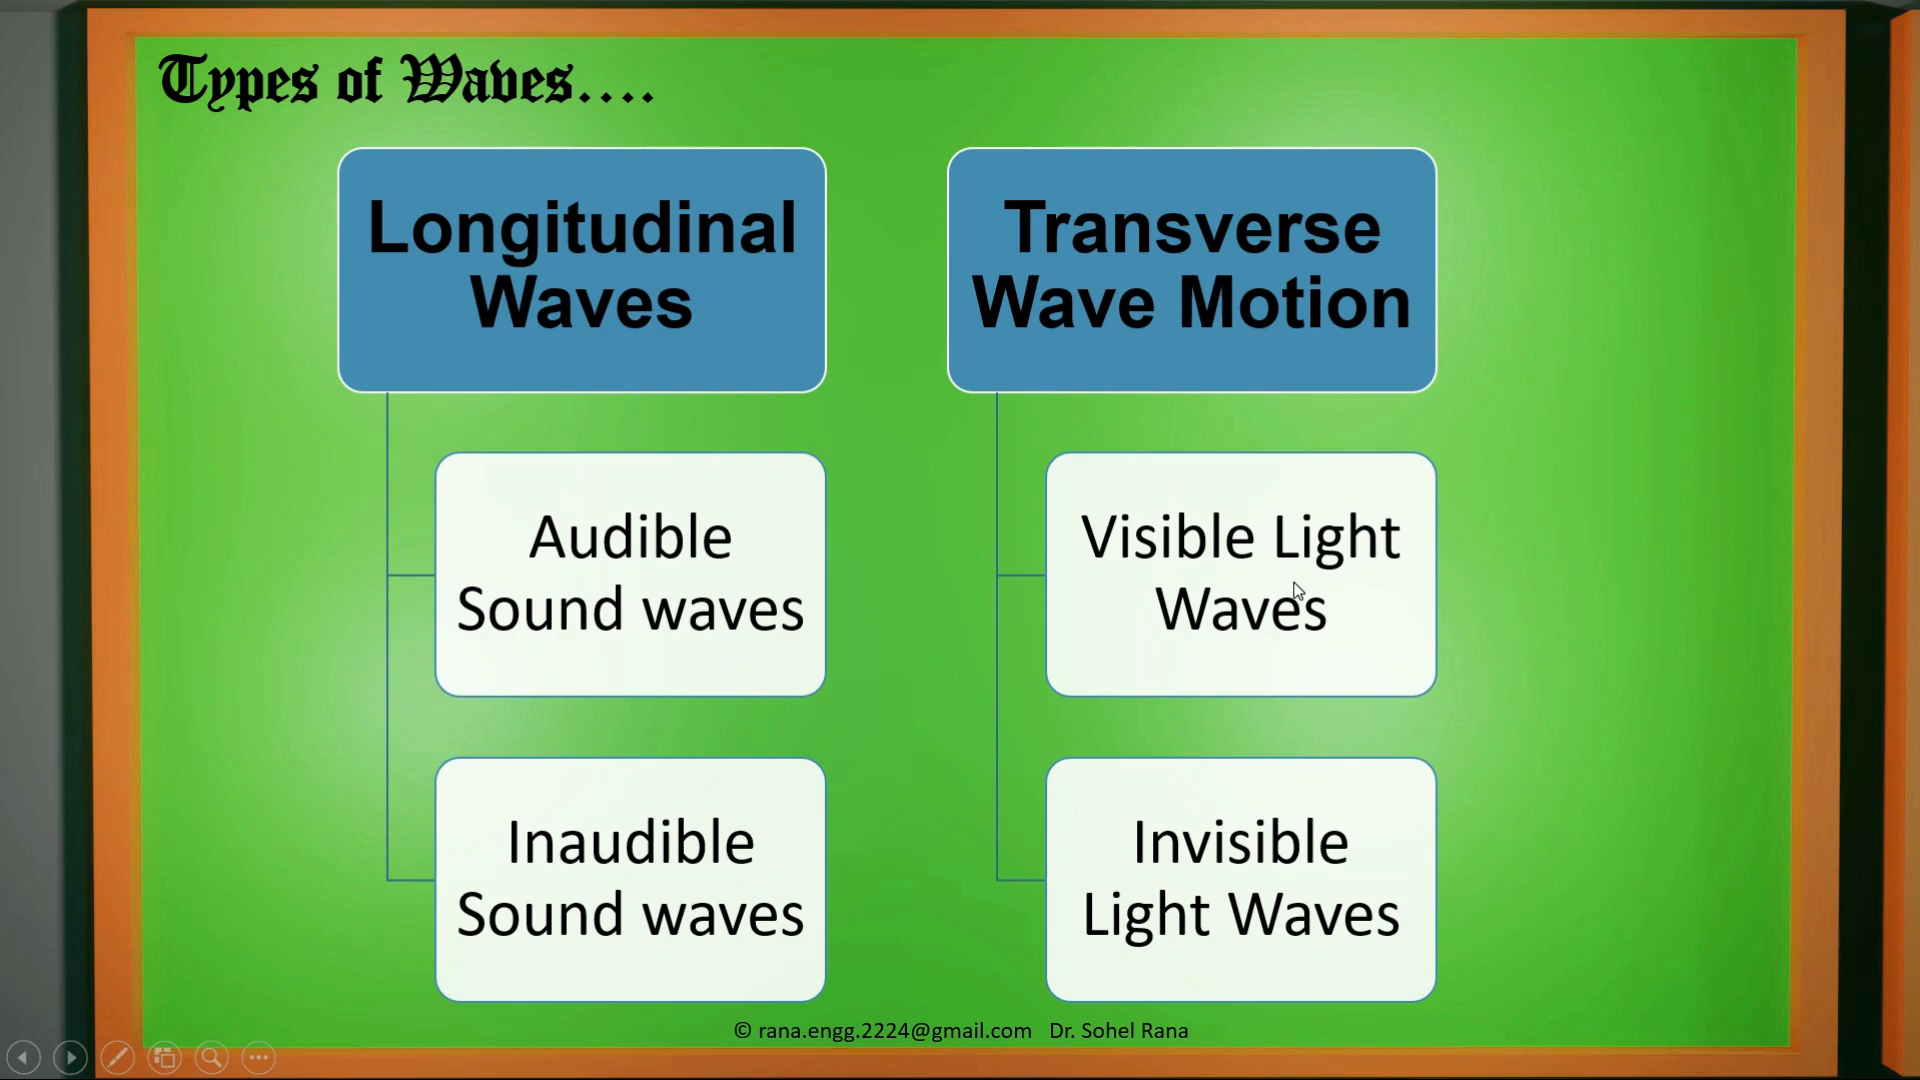 Types of Waves....
Longitudinal
Waves
Audible
Sound waves
Inaudible
Sound waves
Transverse
Wave Motion
Visible Light
Waves
Invisible
Light Waves
© rana.engg.2224@gmail.com Dr. Sohel Rana